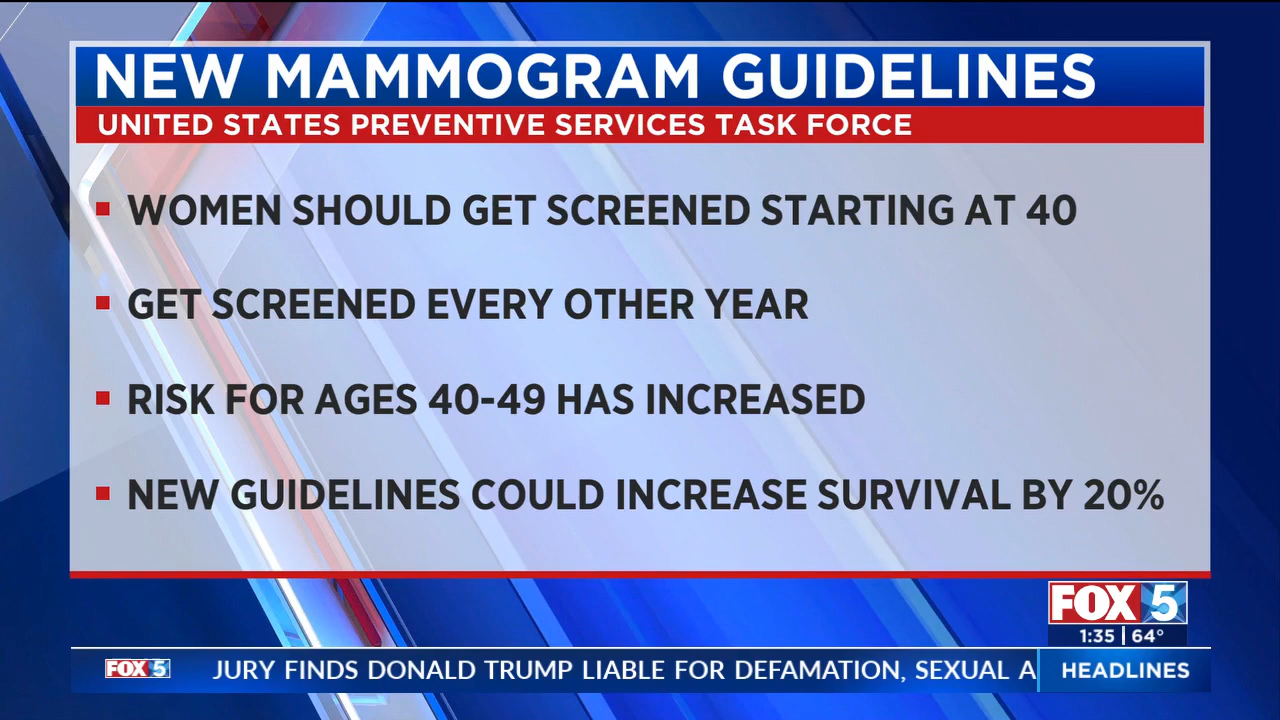 NEW MAMMOGRAM GUIDELINES
UNITED STATES PREVENTIVE SERVICES TASK FORCE
WOMEN SHOULD GET SCREENED STARTING AT 40
GET SCREENED EVERY OTHER YEAR
RISK FOR AGES 40-49 HAS INCREASED
NEW GUIDELINES COULD INCREASE SURVIVAL BY 20%
FOX 5
1:35 | 64°
FOX 5 JURY FINDS DONALD TRUMP LIABLE FOR DEFAMATION, SEXUAL A HEADLINES